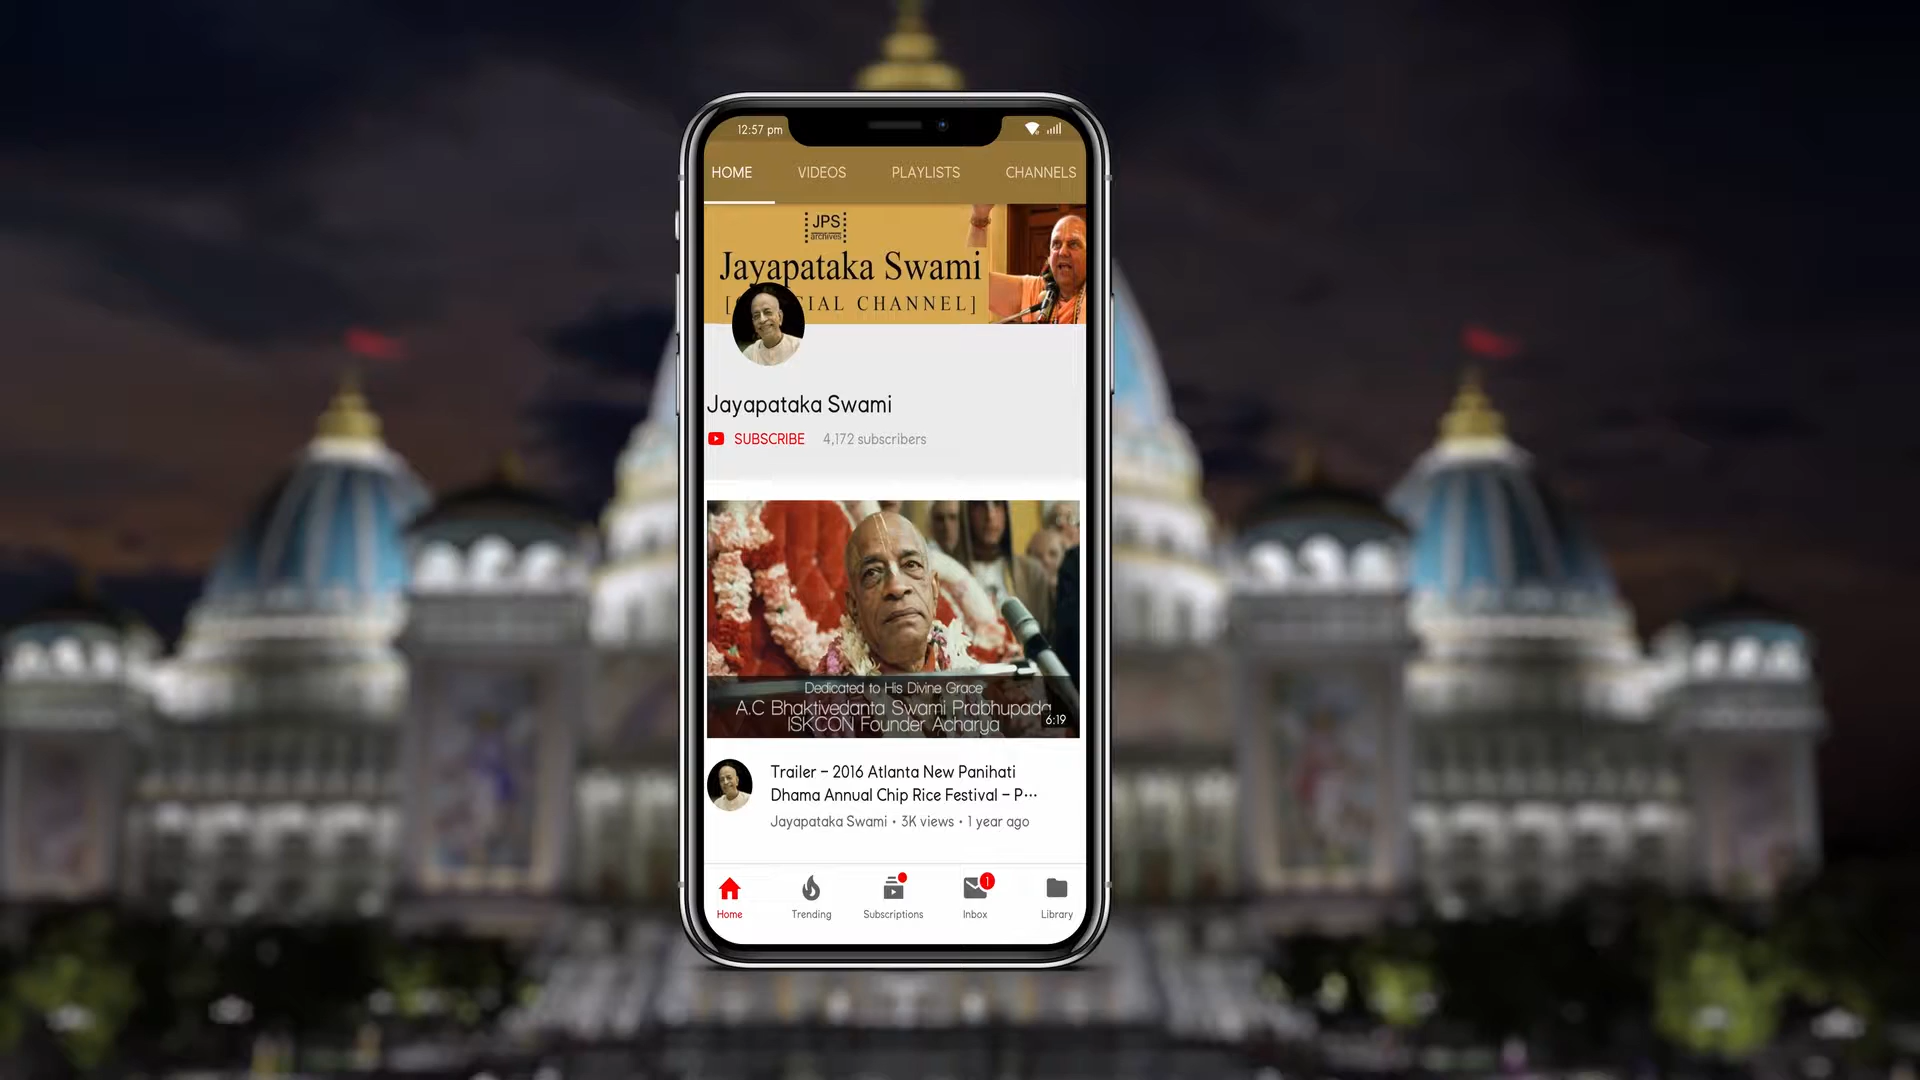 12:57 pm
HOME VIDEOS PLAYLISTS CHANNELS
JPS
archives
Jayapataka Swami
IAL CHANNEL]
Jayapataka Swami
SUBSCRIBE 4,172 subscribers
Dedicated to His Divine Grace
A.C Bhaktivedanta Swami Prabhupada
ISKCON Founder Acharya
6:19
Trailer – 2016 Atlanta New Panihati
Dhama Annual Chip Rice Festival – P...
Jayapataka Swami • 3K views • 1 year ago
1
Home Trending Subscriptions Inbox Library